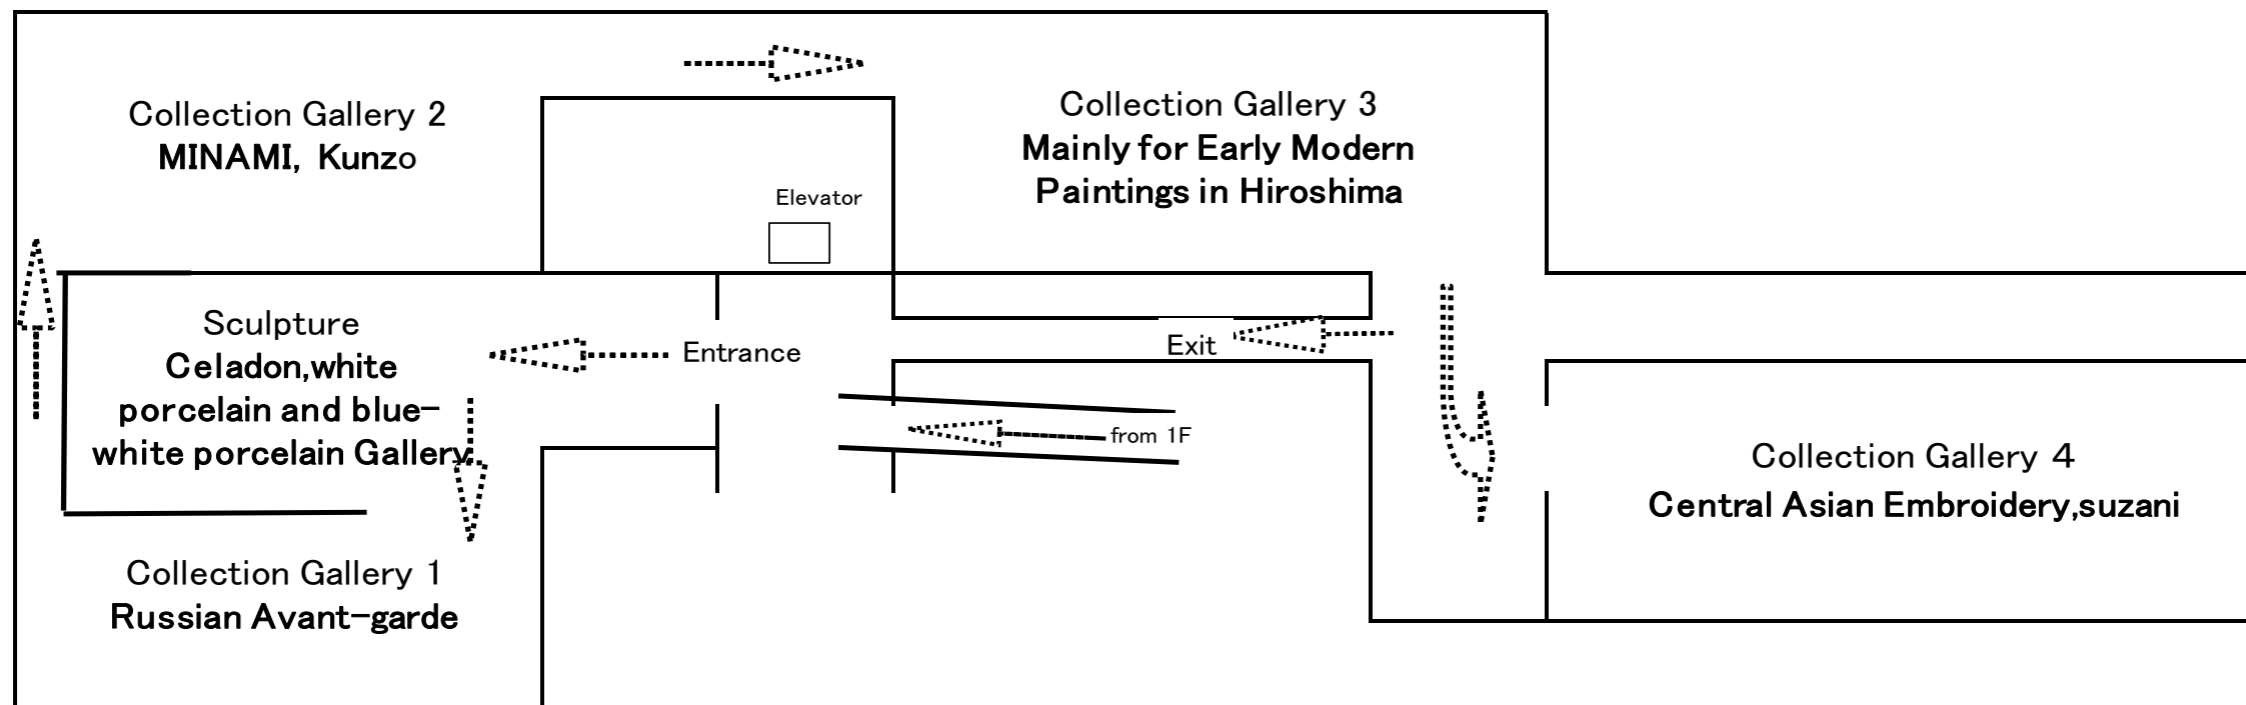 Collection Gallery 2
MINAMI, Kunzo
Collection Gallery 3
Mainly for Early Modern
Paintings in Hiroshima
Elevator
Sculpture
Celadon,white
porcelain and blue-
white porcelain Gallery
Entrance
Exit
from 1F
Collection Gallery 4
Central Asian Embroidery,suzani
Collection Gallery 1
Russian Avant-garde